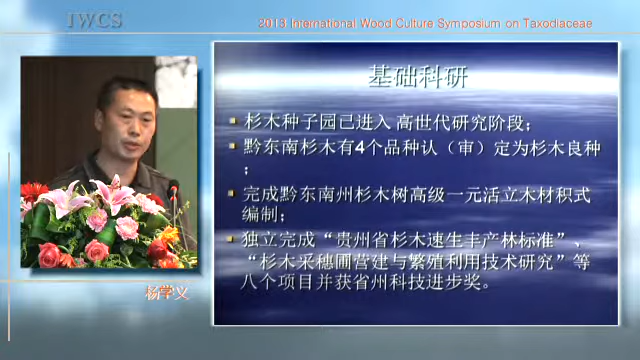 IWCS
2013 International Wood Culture Symposium on Taxodiaceae
基础科研
杉木种子园已进入 高世代研究阶段;
黔东南杉木有4个品种认（审）定为杉木良种
;
完成黔东南州杉木树高级一元活立木材积式
编制;
独立完成“贵州省杉木速生丰产林标准”、
“杉木采穗圃营建与繁殖利用技术研究”等
八个项目并获省州科技进步奖。
杨学义